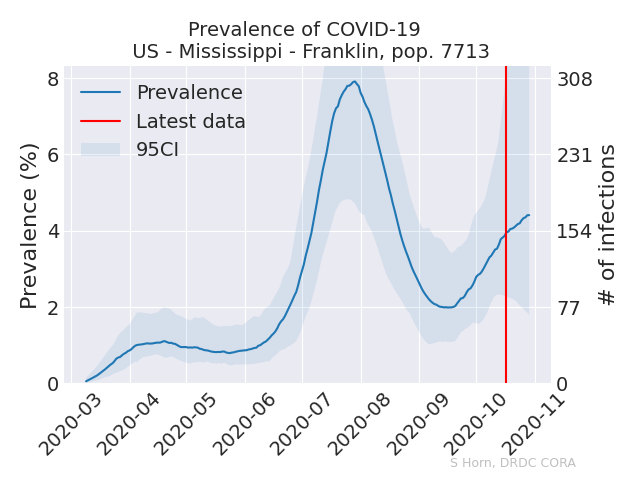 Prevalence of COVID-19
US - Mississippi - Franklin, pop. 7713
Prevalence
Latest data
95CI
Prevalence (%)
8
6
4
2
0
308
231
154
77
0
# of infections
2020-03
2020-04
2020-05
2020-06
2020-07
2020-08
2020-09
2020-10
2020-11
S Horn, DRDC CORA